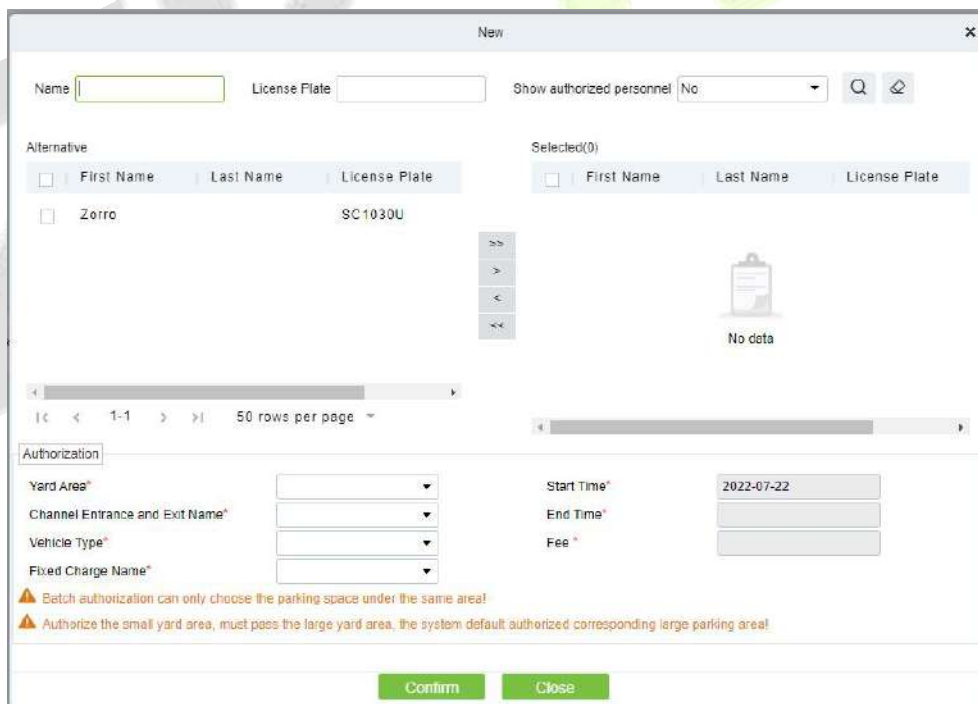 New ×
Name License Plate Show authorized personnel No
Alternative Selected(0)
First Name Last Name License Plate First Name Last Name License Plate
Zorro SC1030U
>>
>
<
<<
No data
|< < 1-1 > >| 50 rows per page
Authorization
Yard Area* Start Time* 2022-07-22
Channel Entrance and Exit Name* End Time*
Vehicle Type* Fee *
Fixed Charge Name*
Batch authorization can only choose the parking space under the same area!
Authorize the small yard area, must pass the large yard area, the system default authorized corresponding large parking area!
Confirm Close